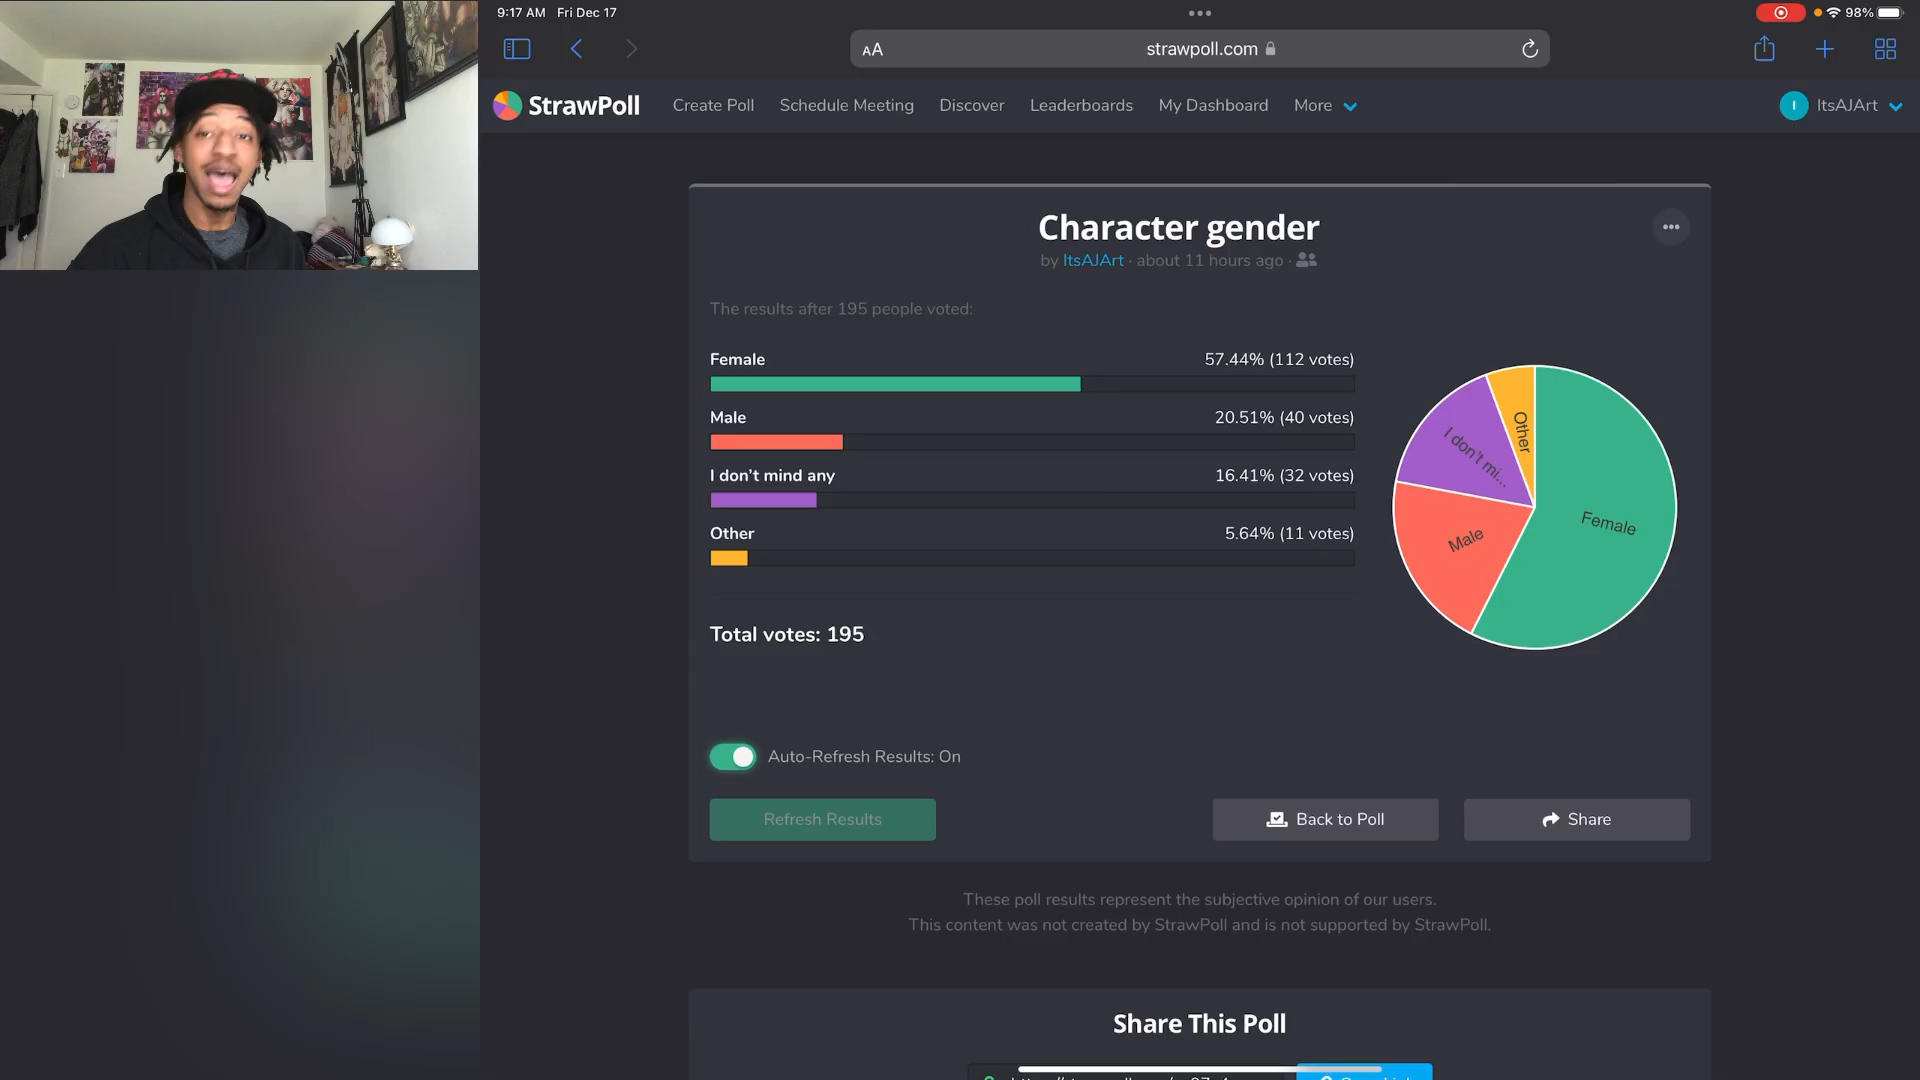 9:17 AM Fri Dec 17
98%
AA
strawpoll.com
StrawPoll
Create Poll
Schedule Meeting
Discover
Leaderboards
My Dashboard
More
I
ItsAJArt
Character gender
by ItsAJArt · about 11 hours ago ·
The results after 195 people voted:
Female 57.44% (112 votes)
Male 20.51% (40 votes)
I don't mind any 16.41% (32 votes)
Other 5.64% (11 votes)
Other
I don't mi...
Female
Male
Total votes: 195
Auto-Refresh Results: On
Refresh Results
Back to Poll
Share
These poll results represent the subjective opinion of our users.
This content was not created by StrawPoll and is not supported by StrawPoll.
Share This Poll